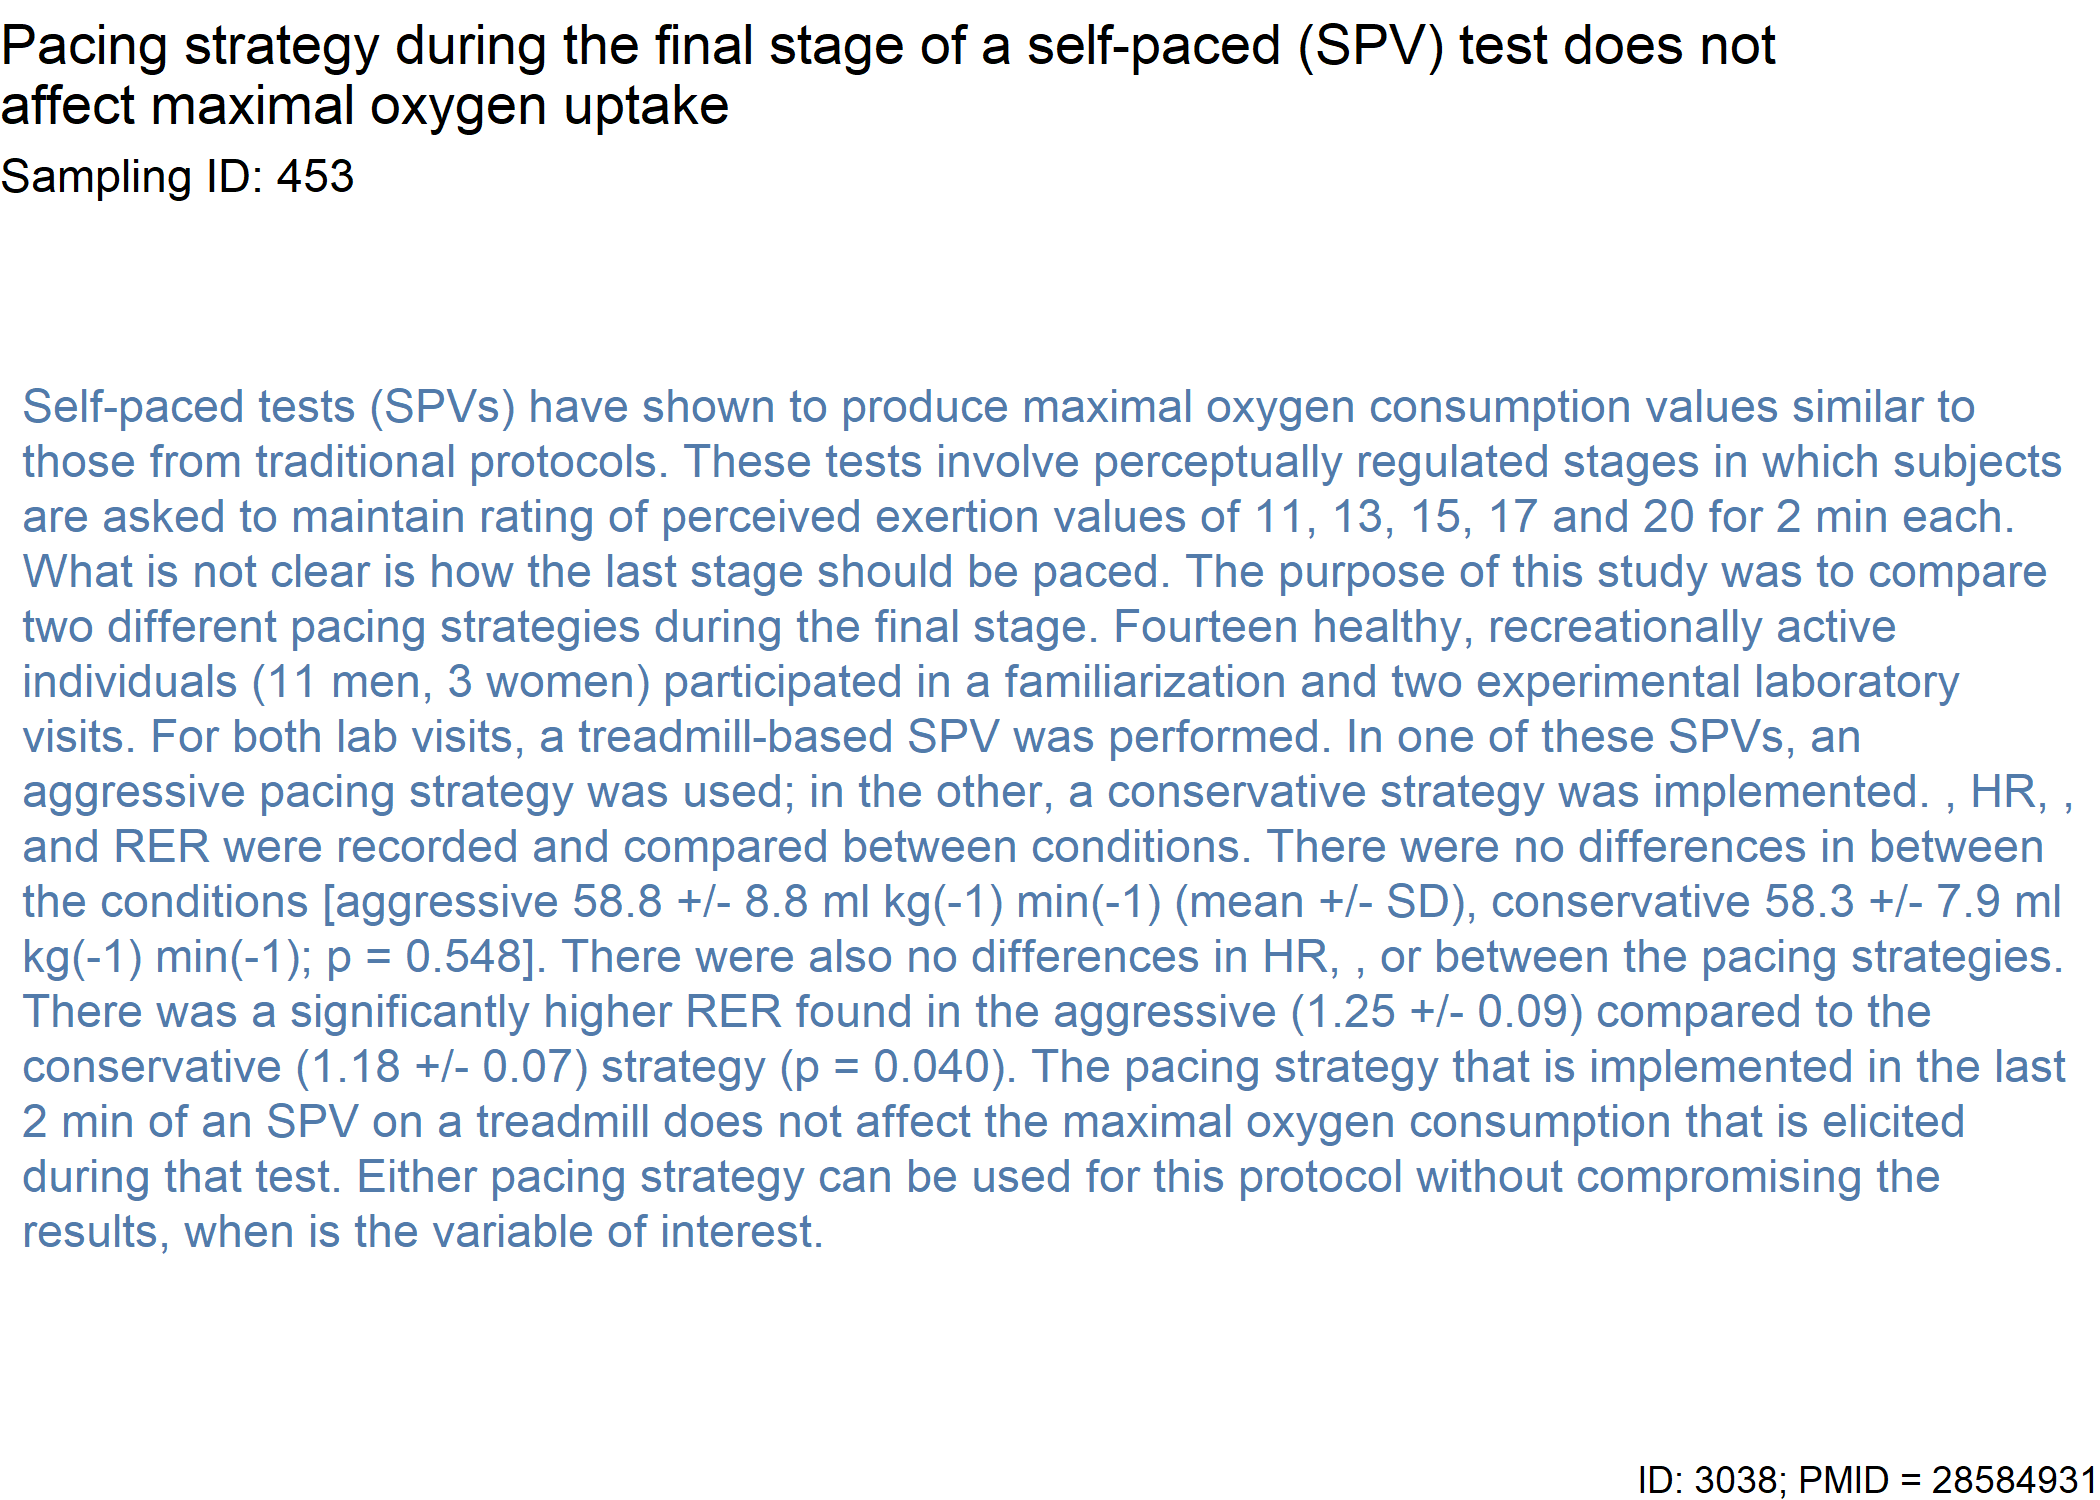 Pacing strategy during the final stage of a self-paced (SPV) test does not
affect maximal oxygen uptake
Sampling ID: 453
Self-paced tests (SPVs) have shown to produce maximal oxygen consumption values similar to
those from traditional protocols. These tests involve perceptually regulated stages in which subjects
are asked to maintain rating of perceived exertion values of 11, 13, 15, 17 and 20 for 2 min each.
What is not clear is how the last stage should be paced. The purpose of this study was to compare
two different pacing strategies during the final stage. Fourteen healthy, recreationally active
individuals (11 men, 3 women) participated in a familiarization and two experimental laboratory
visits. For both lab visits, a treadmill-based SPV was performed. In one of these SPVs, an
aggressive pacing strategy was used; in the other, a conservative strategy was implemented. , HR, ,
and RER were recorded and compared between conditions. There were no differences in between
the conditions [aggressive 58.8 +/- 8.8 ml kg(-1) min(-1) (mean +/- SD), conservative 58.3 +/- 7.9 ml
kg(-1) min(-1); p = 0.548]. There were also no differences in HR, , or between the pacing strategies.
There was a significantly higher RER found in the aggressive (1.25 +/- 0.09) compared to the
conservative (1.18 +/- 0.07) strategy (p = 0.040). The pacing strategy that is implemented in the last
2 min of an SPV on a treadmill does not affect the maximal oxygen consumption that is elicited
during that test. Either pacing strategy can be used for this protocol without compromising the
results, when is the variable of interest.
ID: 3038; PMID = 28584931